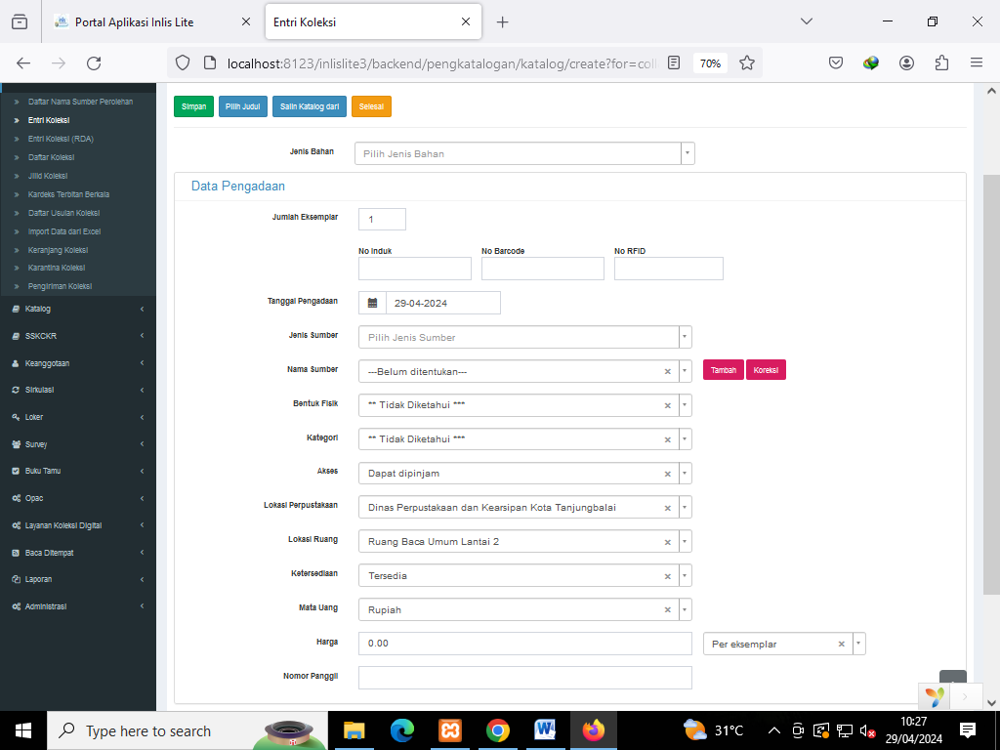 Portal Aplikasi Inlis Lite
Entri Koleksi
localhost:8123/inlislite3/backend/pengkatalogan/katalog/create?for=coll
70%
Daftar Nama Sumber Perolehan
Entri Koleksi
Entri Koleksi (RDA)
Daftar Koleksi
Jilid Koleksi
Kardeks Terbitan Berkala
Daftar Usulan Koleksi
Import Data dari Excel
Keranjang Koleksi
Karantina Koleksi
Pengiriman Koleksi
Katalog
SSKCKR
Keanggotaan
Sirkulasi
Loker
Survey
Buku Tamu
Opac
Layanan Koleksi Digital
Baca Ditempat
Laporan
Administrasi
Simpan
Pilih Judul
Salin Katalog dari
Selesai
Jenis Bahan
Pilih Jenis Bahan
Data Pengadaan
Jumlah Eksemplar
1
No Induk
No Barcode
No RFID
Tanggal Pengadaan
29-04-2024
Jenis Sumber
Pilih Jenis Sumber
Nama Sumber
---Belum ditentukan---
Tambah
Koreksi
Bentuk Fisik
** Tidak Diketahui ***
Kategori
** Tidak Diketahui ***
Akses
Dapat dipinjam
Lokasi Perpustakaan
Dinas Perpustakaan dan Kearsipan Kota Tanjungbalai
Lokasi Ruang
Ruang Baca Umum Lantai 2
Ketersediaan
Tersedia
Mata Uang
Rupiah
Harga
0.00
Per eksemplar
Nomor Panggil
Type here to search
31°C
10:27
29/04/2024